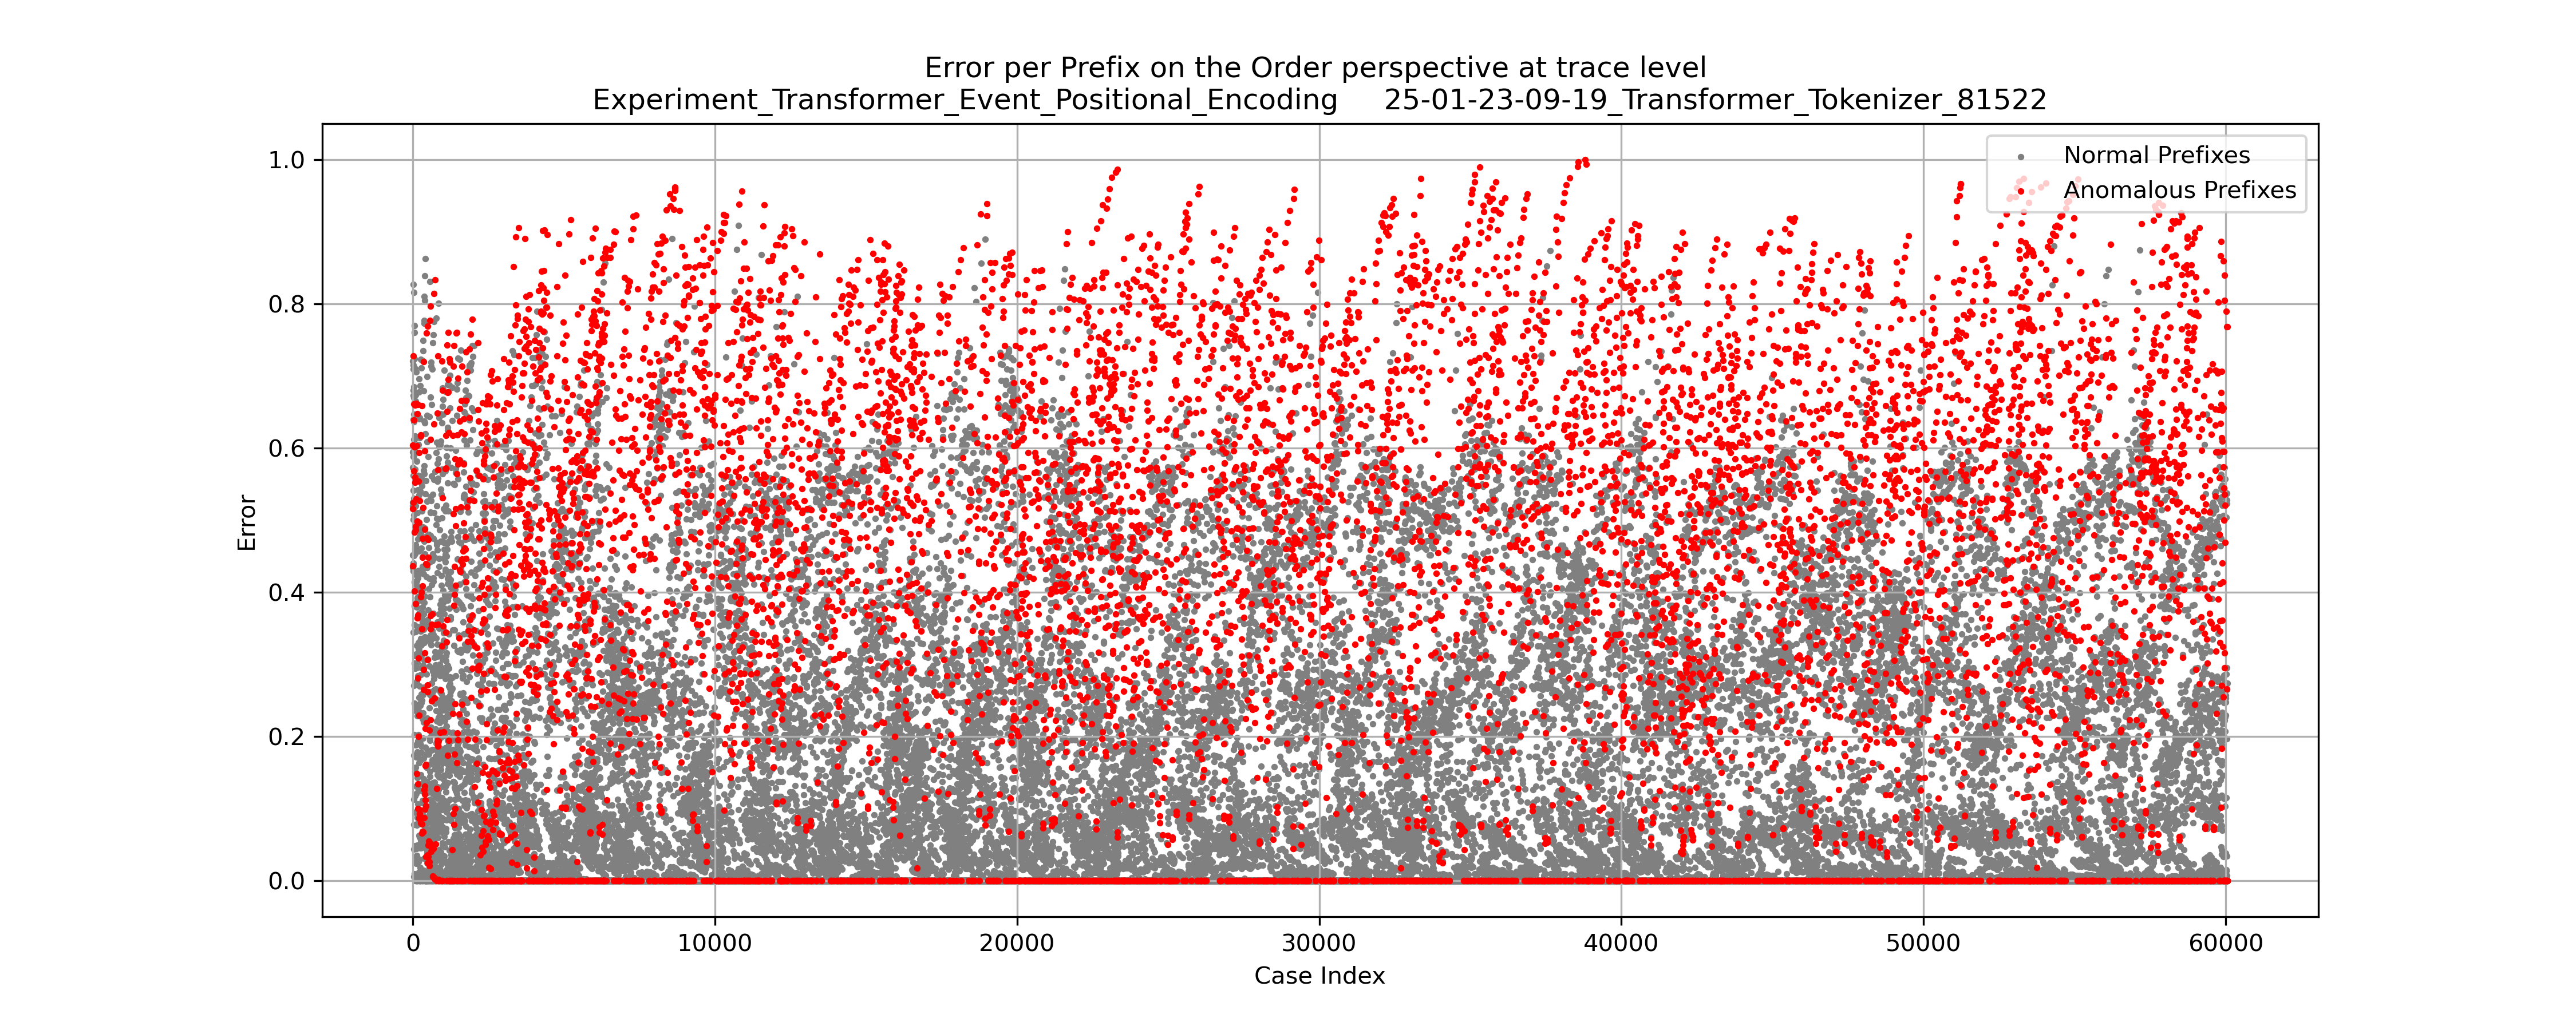 Error per Prefix on the Order perspective at trace level
Experiment_Transformer_Event_Positional_Encoding 25-01-23-09-19_Transformer_Tokenizer_81522
Normal Prefixes
Anomalous Prefixes
Error
1.0
0.8
0.6
0.4
0.2
0.0
0 10000 20000 30000 40000 50000 60000
Case Index